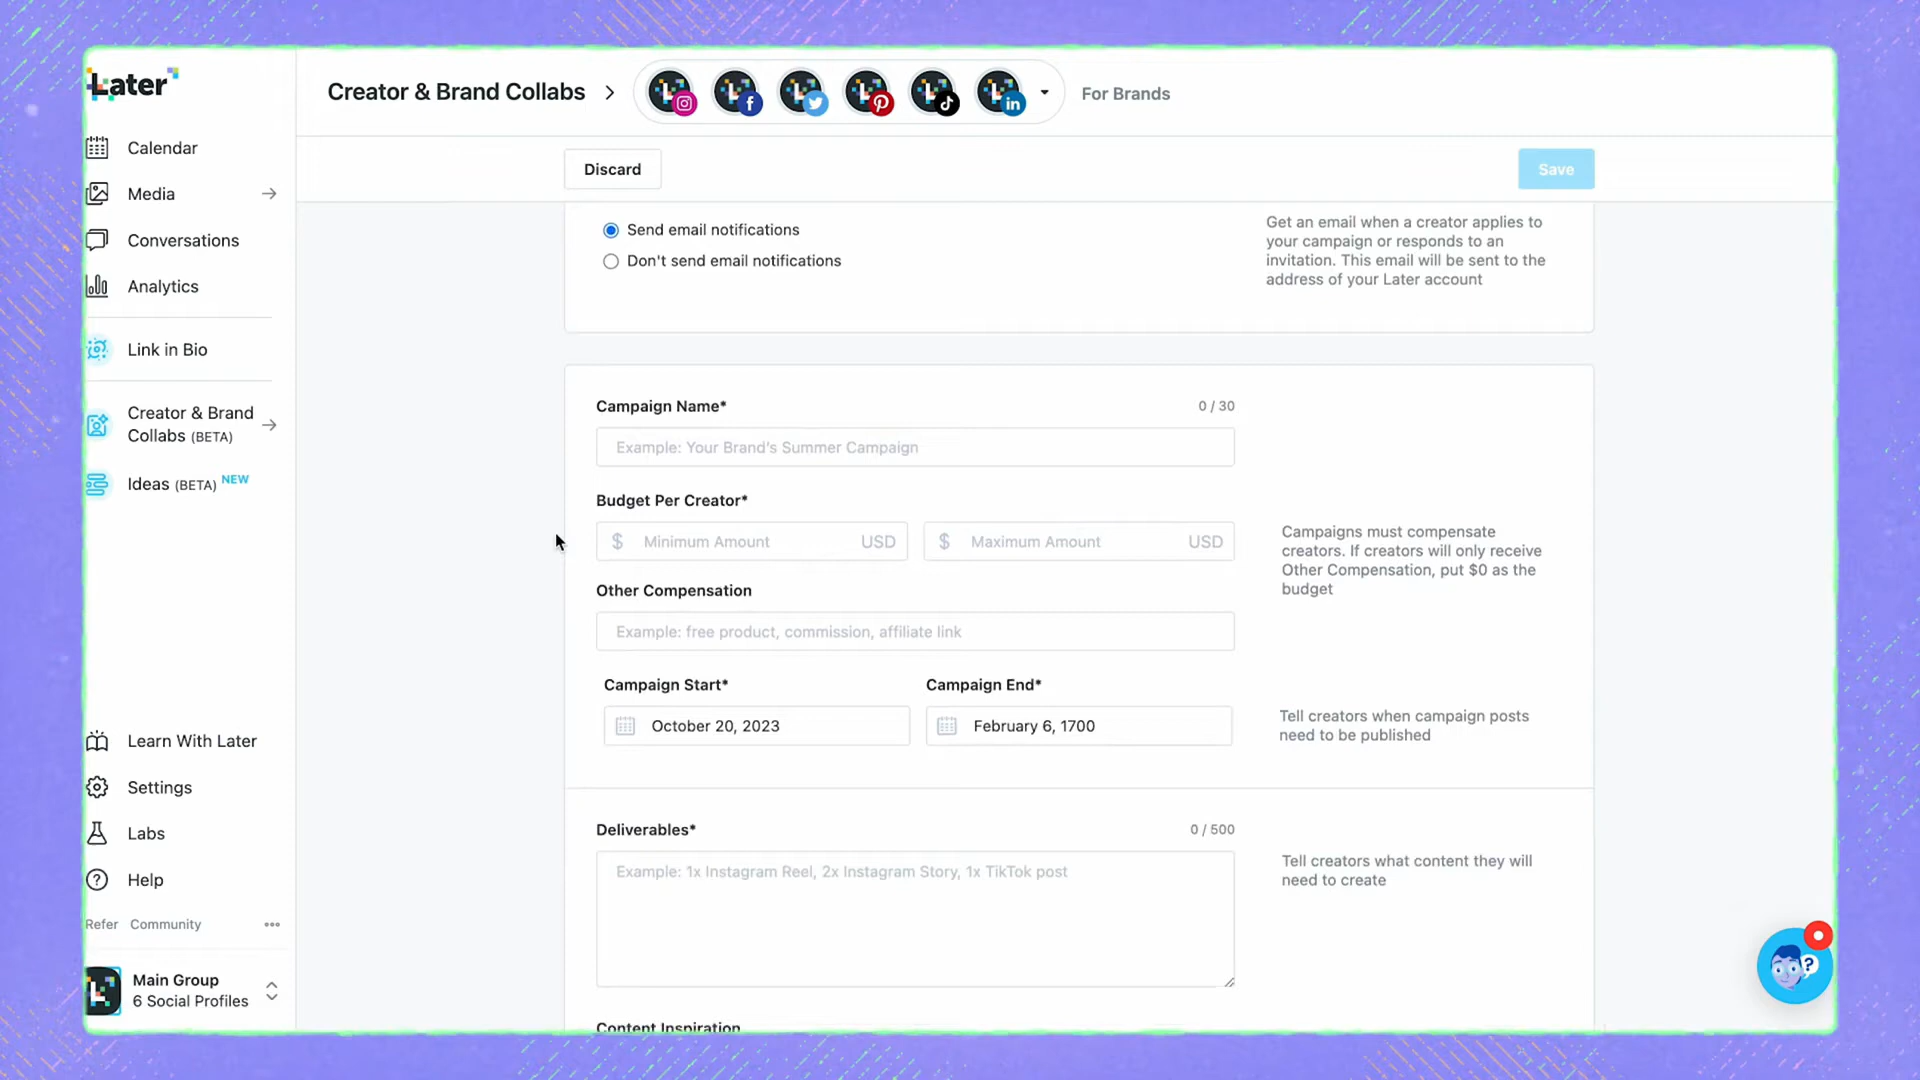 Later
Creator & Brand Collabs
For Brands
Calendar
Media
Conversations
Analytics
Link in Bio
Creator & Brand
Collabs (BETA)
Ideas (BETA) NEW
Learn With Later
Settings
Labs
Help
Refer Community
Main Group
6 Social Profiles
Discard
Save
Send email notifications
Don't send email notifications
Get an email when a creator applies to
your campaign or responds to an
invitation. This email will be sent to the
address of your Later account
Campaign Name*
0 / 30
Example: Your Brand's Summer Campaign
Budget Per Creator*
$ Minimum Amount USD
$ Maximum Amount USD
Campaigns must compensate
creators. If creators will only receive
Other Compensation, put $0 as the
budget
Other Compensation
Example: free product, commission, affiliate link
Campaign Start*
Campaign End*
October 20, 2023
February 6, 1700
Tell creators when campaign posts
need to be published
Deliverables*
0 / 500
Example: 1x Instagram Reel, 2x Instagram Story, 1x TikTok post
Tell creators what content they will
need to create
Content Inspiration